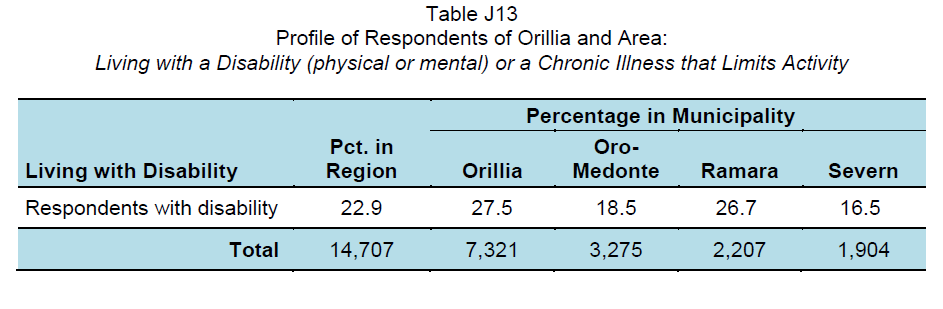 Table J13
Profile of Respondents of Orillia and Area:
Living with a Disability (physical or mental) or a Chronic Illness that Limits Activity
Percentage in Municipality
Living with Disability Pct. in Region Orillia Oro-Medonte Ramara Severn
Respondents with disability 22.9 27.5 18.5 26.7 16.5
Total 14,707 7,321 3,275 2,207 1,904